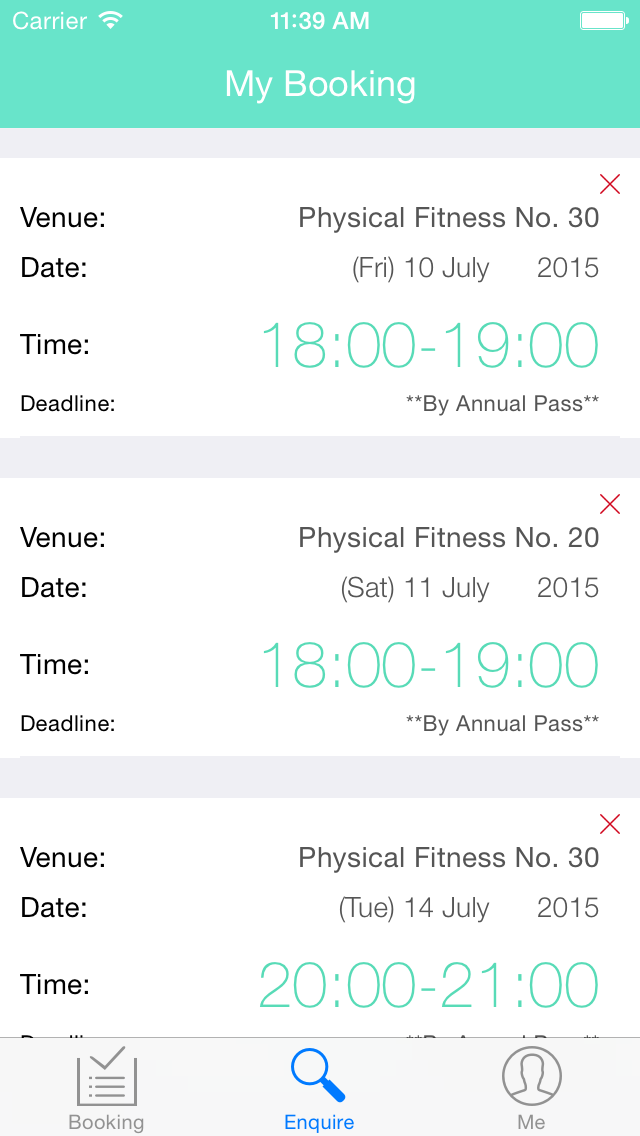 Carrier 11:39 AM
My Booking
Venue: Physical Fitness No. 30
Date: (Fri) 10 July 2015
Time: 18:00-19:00
Deadline: **By Annual Pass**
Venue: Physical Fitness No. 20
Date: (Sat) 11 July 2015
Time: 18:00-19:00
Deadline: **By Annual Pass**
Venue: Physical Fitness No. 30
Date: (Tue) 14 July 2015
Time: 20:00-21:00
Booking Enquire Me